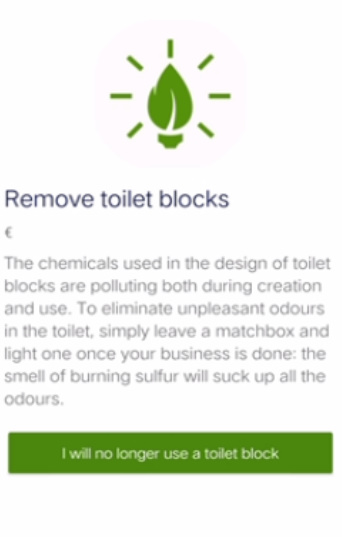 Remove toilet blocks
€
The chemicals used in the design of toilet
blocks are polluting both during creation
and use. To eliminate unpleasant odours
in the toilet, simply leave a matchbox and
light one once your business is done: the
smell of burning sulfur will suck up all the
odours.
I will no longer use a toilet block